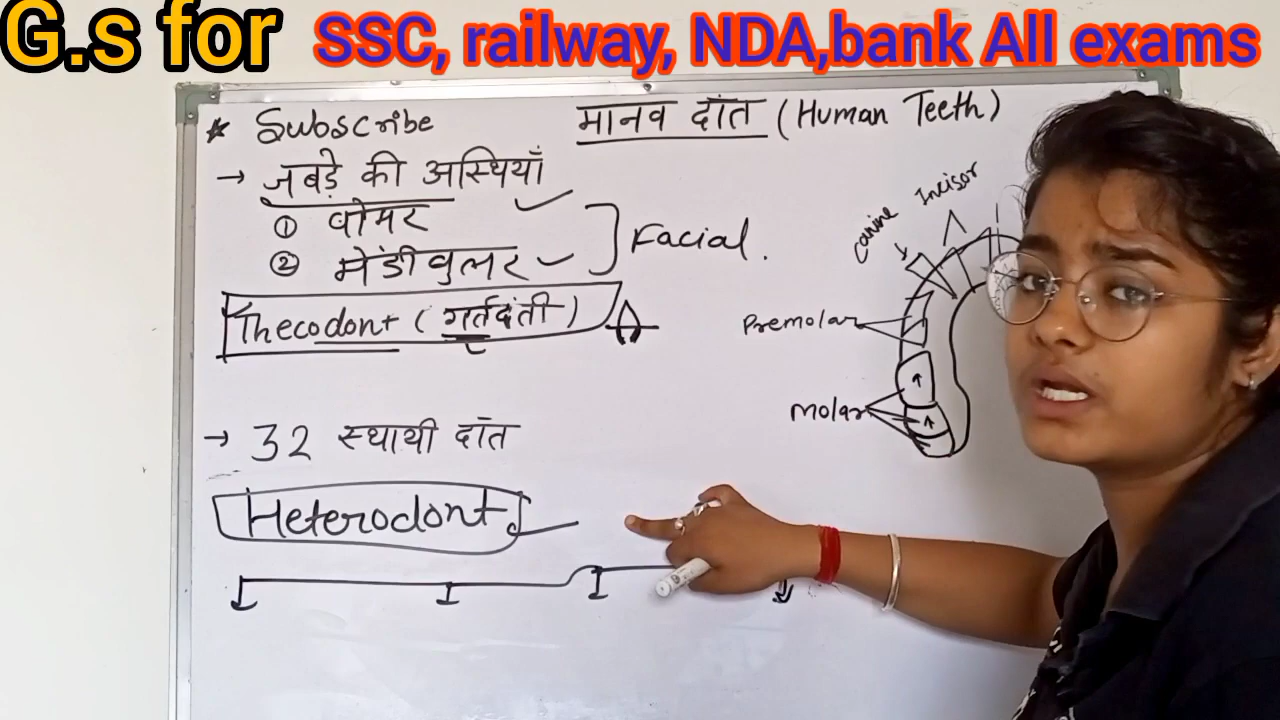 G.s for SSC, railway, NDA,bank All exams
★ Subscribe
मानव दाँत (Human Teeth)
→ जबड़े की अस्थियाँ
① वोमर
② मेंडीवुलर
Facial.
Thecodont (गर्तदंती)
→ 32 स्थायी दाँत
Heterodont
Canine
Incisor
Premolar
Molar